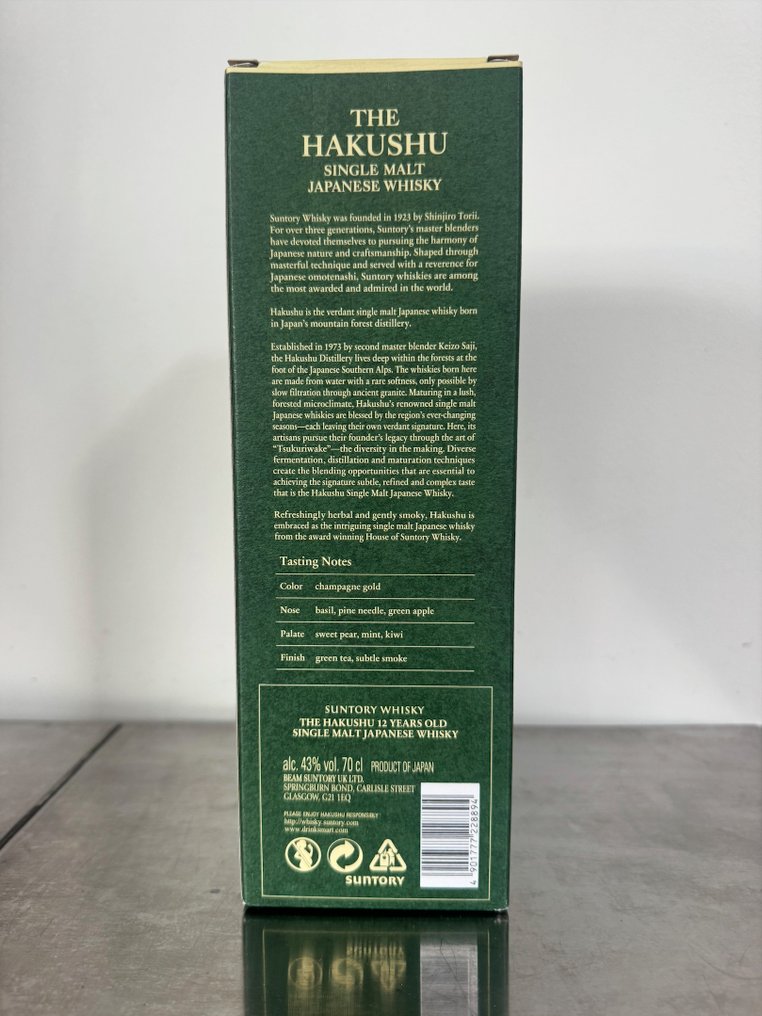 THE
HAKUSHU
SINGLE MALT
JAPANESE WHISKY
Suntory Whisky was founded in 1923 by Shinjiro Torii.
For over three generations, Suntory's master blenders
have devoted themselves to pursuing the harmony of
Japanese nature and craftsmanship. Shaped through
masterful technique and served with a reverence for
Japanese omotenashi, Suntory whiskies are among
the most awarded and admired in the world.
Hakushu is the verdant single malt Japanese whisky born
in Japan's mountain forest distillery.
Established in 1973 by second master blender Keizo Saji,
the Hakushu Distillery lives deep within the forests at the
foot of the Japanese Southern Alps. The whiskies born here
are made from water with a rare softness, only possible by
slow filtration through ancient granite. Maturing in a lush,
forested microclimate, Hakushu's renowned single malt
Japanese whiskies are blessed by the region's ever-changing
seasons—each leaving their own verdant signature. Here, its
artisans pursue their founder's legacy through the art of
“Tsukuriwake”—the diversity in the making. Diverse
fermentation, distillation and maturation techniques
create the blending opportunities that are essential to
achieving the signature subtle, refined and complex taste
that is the Hakushu Single Malt Japanese Whisky.
Refreshingly herbal and gently smoky, Hakushu is
embraced as the intriguing single malt Japanese whisky
from the award winning House of Suntory Whisky.
Tasting Notes
Color champagne gold
Nose basil, pine needle, green apple
Palate sweet pear, mint, kiwi
Finish green tea, subtle smoke
SUNTORY WHISKY
THE HAKUSHU 12 YEARS OLD
SINGLE MALT JAPANESE WHISKY
alc. 43% vol. 70 cl PRODUCT OF JAPAN
BEAM SUNTORY UK LTD.
SPRINGBURN BOND, CARLISLE STREET
GLASGOW, G21 1EQ
PLEASE ENJOY HAKUSHU RESPONSIBLY
http://whisky.suntory.com
www.drinksmart.com
SUNTORY
4 901777 228894